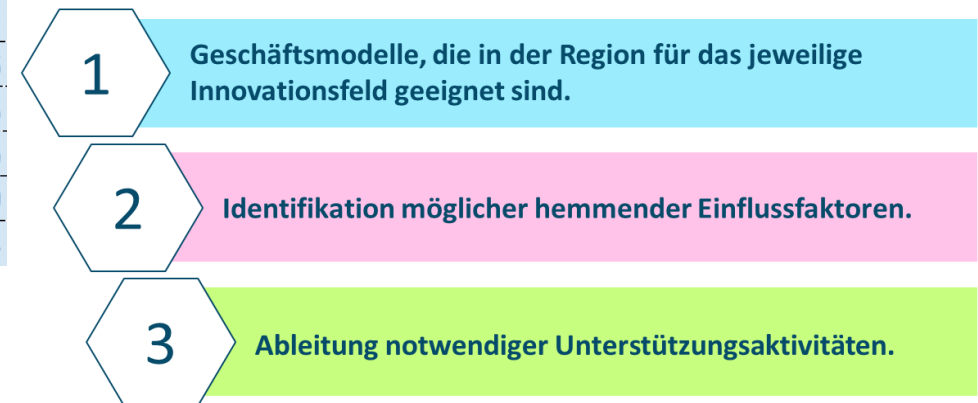 1
Geschäftsmodelle, die in der Region für das jeweilige
Innovationsfeld geeignet sind.
2
Identifikation möglicher hemmender Einflussfaktoren.
3
Ableitung notwendiger Unterstützungsaktivitäten.